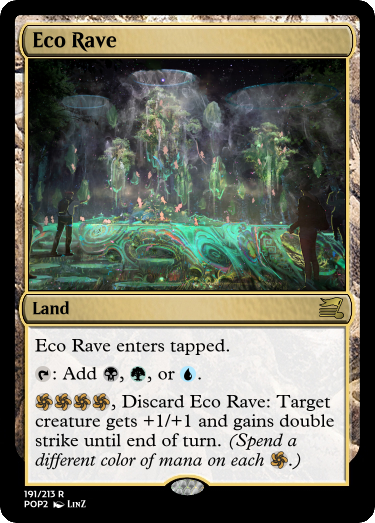 Eco Rave
Land
Eco Rave enters tapped.
: Add , , or .
, Discard Eco Rave: Target
creature gets +1/+1 and gains double
strike until end of turn. (Spend a
different color of mana on each .)
191/213 R
POP2 LinZ